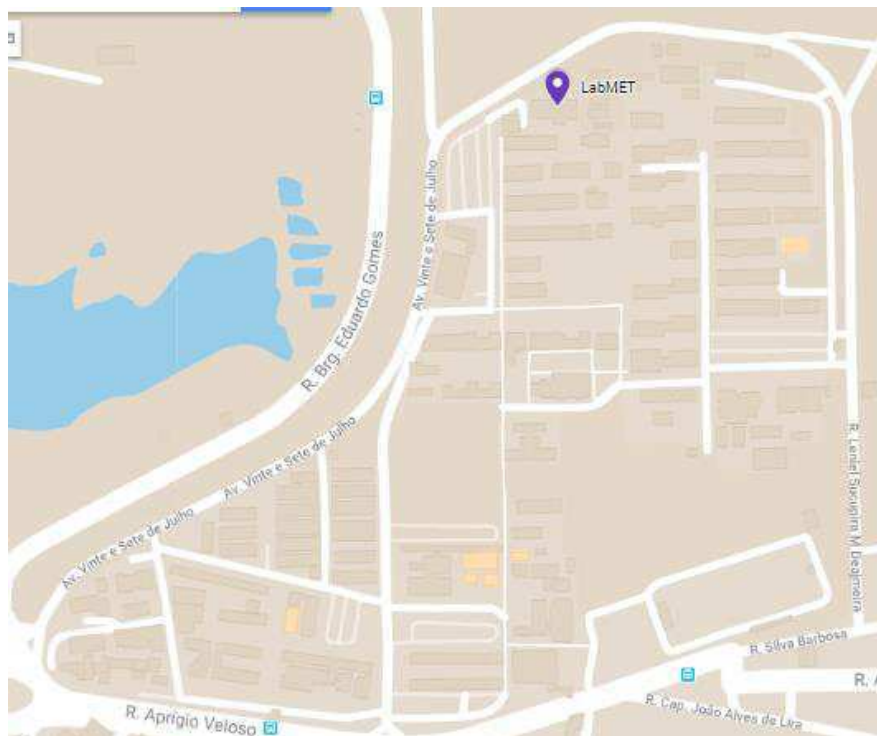 LabMET
Av. Vinte e Sete de Julho
R. Brg. Eduardo Gomes
Av. Vinte e Sete de Julho
Av. Vinte e Sete de Julho
R. Silva Barbosa
R. Aprígio Veloso
R. Cap. João Alves de Lira